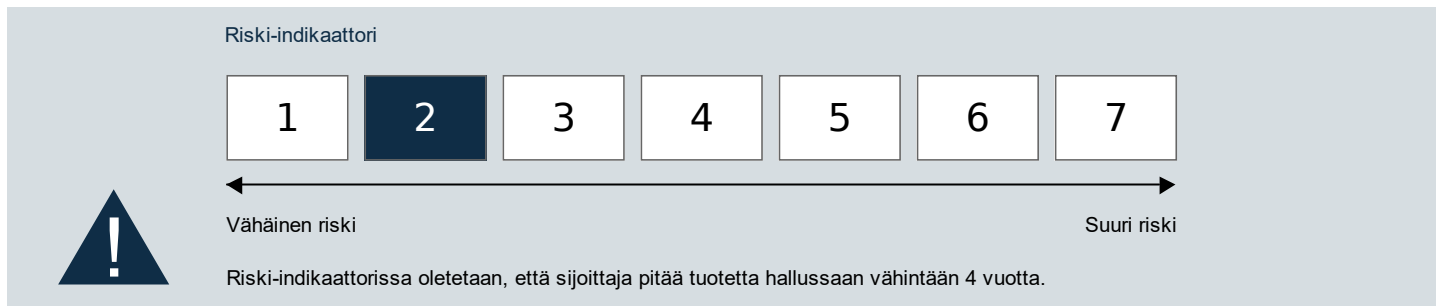 Riski-indikaattori
1 2 3 4 5 6 7
Vähäinen riski Suuri riski
!
Riski-indikaattorissa oletetaan, että sijoittaja pitää tuotetta hallussaan vähintään 4 vuotta.